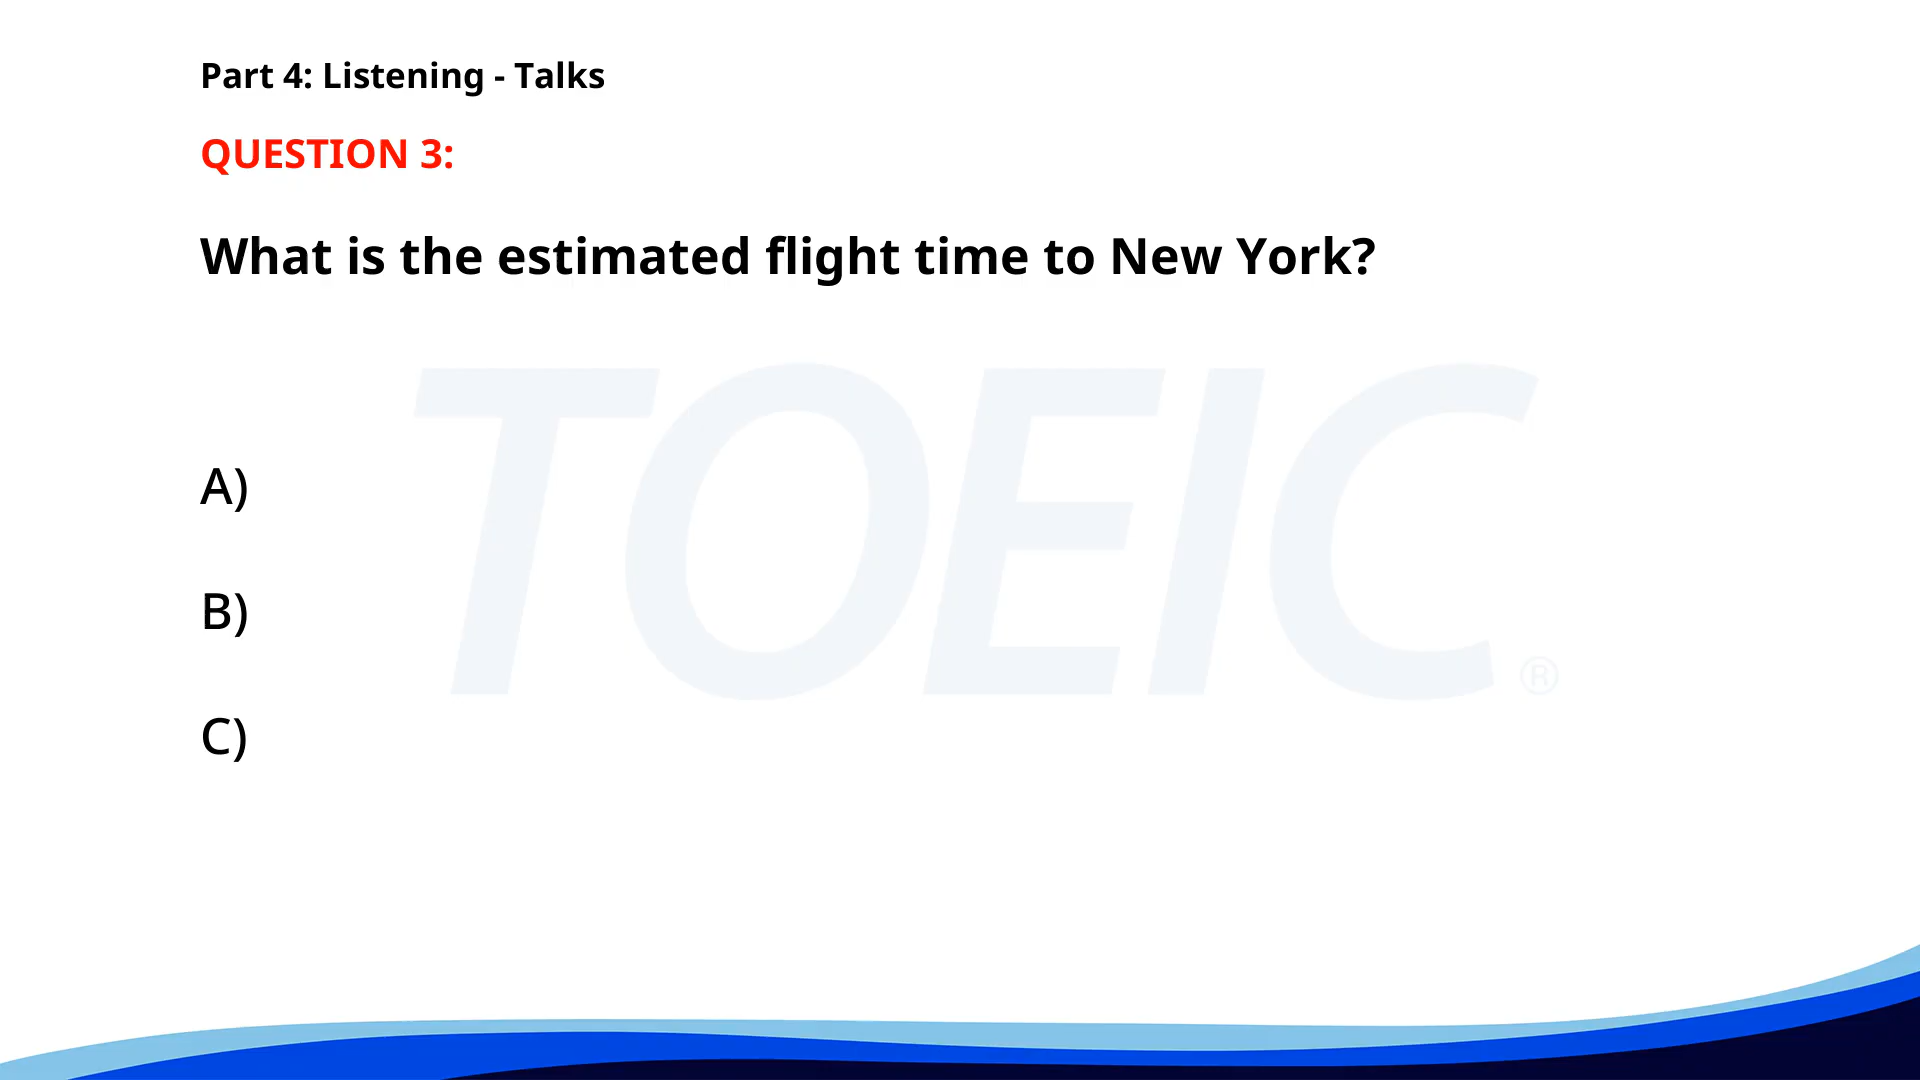 Part 4: Listening - Talks
QUESTION 3:
What is the estimated flight time to New York?
TOEIC®
A)
B)
C)